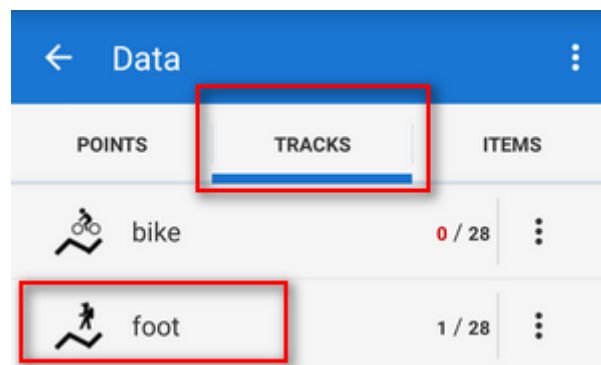 Data
POINTS TRACKS ITEMS
bike 0 / 28
foot 1 / 28